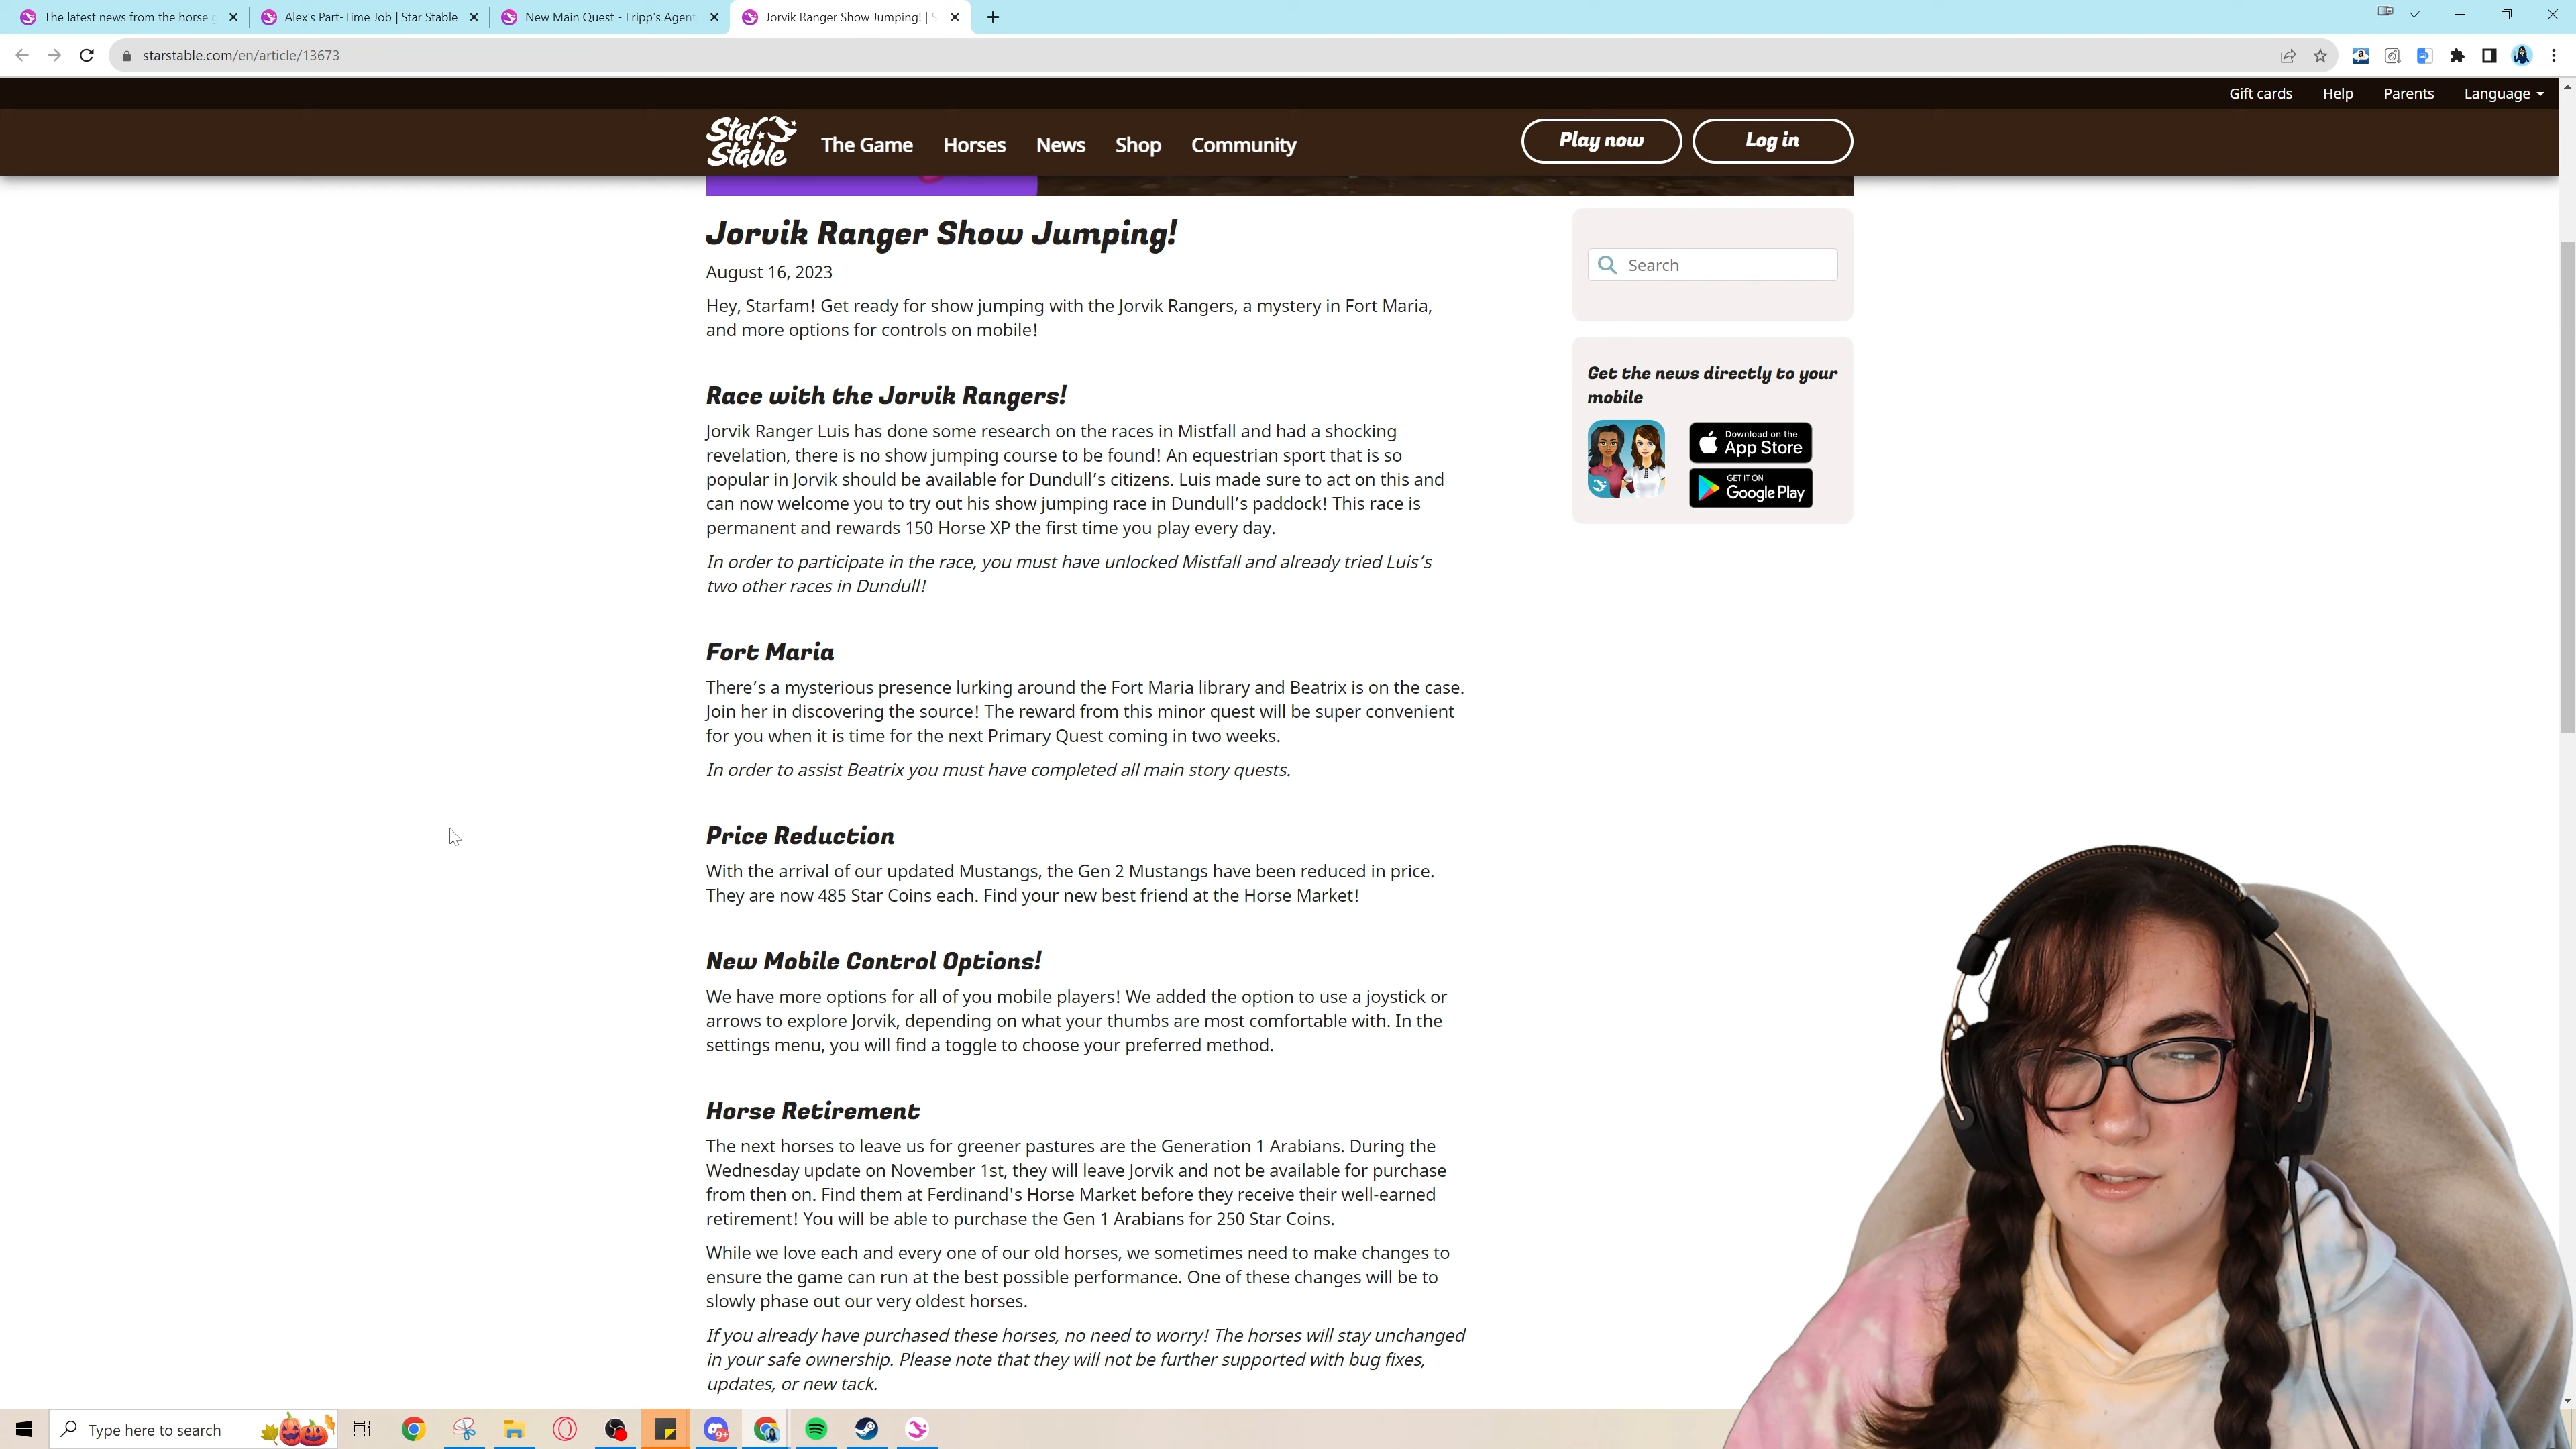 The latest news from the horse g
Alex's Part-Time Job | Star Stable
New Main Quest - Fripp's Agent
Jorvik Ranger Show Jumping! | S
starstable.com/en/article/13673
Gift cards Help Parents Language
Star Stable
The Game Horses News Shop Community
Play now Log in
Jorvik Ranger Show Jumping!
August 16, 2023
Hey, Starfam! Get ready for show jumping with the Jorvik Rangers, a mystery in Fort Maria,
and more options for controls on mobile!
Race with the Jorvik Rangers!
Jorvik Ranger Luis has done some research on the races in Mistfall and had a shocking
revelation, there is no show jumping course to be found! An equestrian sport that is so
popular in Jorvik should be available for Dundull's citizens. Luis made sure to act on this and
can now welcome you to try out his show jumping race in Dundull's paddock! This race is
permanent and rewards 150 Horse XP the first time you play every day.
In order to participate in the race, you must have unlocked Mistfall and already tried Luis's
two other races in Dundull!
Fort Maria
There's a mysterious presence lurking around the Fort Maria library and Beatrix is on the case.
Join her in discovering the source! The reward from this minor quest will be super convenient
for you when it is time for the next Primary Quest coming in two weeks.
In order to assist Beatrix you must have completed all main story quests.
Price Reduction
With the arrival of our updated Mustangs, the Gen 2 Mustangs have been reduced in price.
They are now 485 Star Coins each. Find your new best friend at the Horse Market!
New Mobile Control Options!
We have more options for all of you mobile players! We added the option to use a joystick or
arrows to explore Jorvik, depending on what your thumbs are most comfortable with. In the
settings menu, you will find a toggle to choose your preferred method.
Horse Retirement
The next horses to leave us for greener pastures are the Generation 1 Arabians. During the
Wednesday update on November 1st, they will leave Jorvik and not be available for purchase
from then on. Find them at Ferdinand's Horse Market before they receive their well-earned
retirement! You will be able to purchase the Gen 1 Arabians for 250 Star Coins.
While we love each and every one of our old horses, we sometimes need to make changes to
ensure the game can run at the best possible performance. One of these changes will be to
slowly phase out our very oldest horses.
If you already have purchased these horses, no need to worry! The horses will stay unchanged
in your safe ownership. Please note that they will not be further supported with bug fixes,
updates, or new tack.
Search
Get the news directly to your
mobile
Download on the
App Store
GET IT ON
Google Play
Type here to search
9+